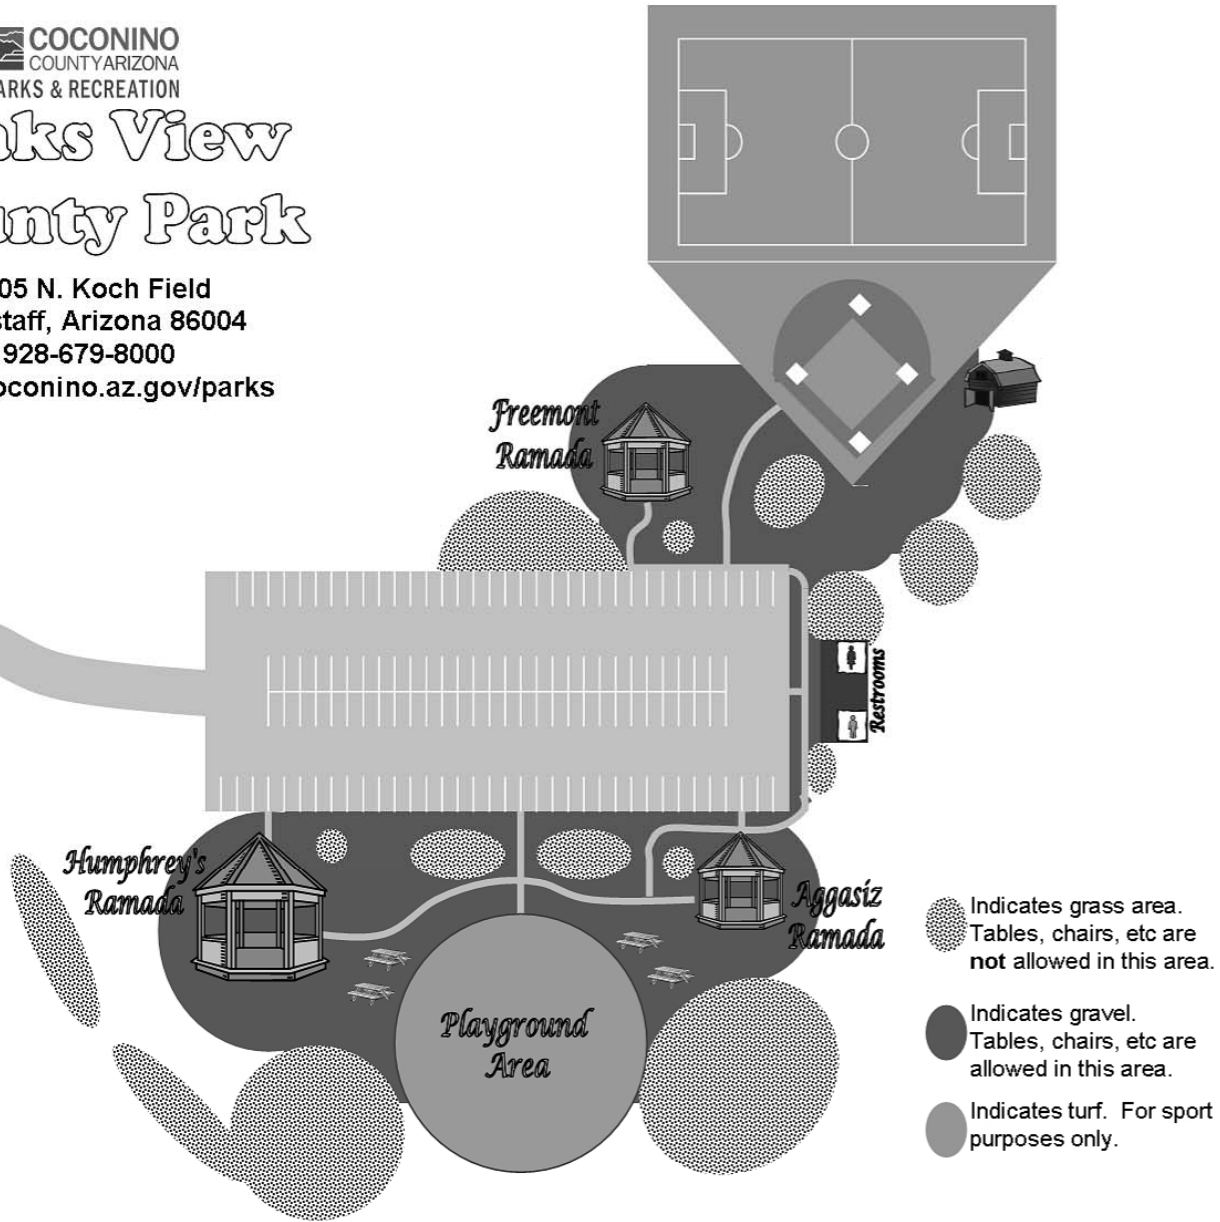 COCONINO
COUNTYARIZONA
ARKS & RECREATION
aks View
unty Park
05 N. Koch Field
staff, Arizona 86004
928-679-8000
oconino.az.gov/parks
Freemont
Ramada
Restrooms
Humphrey's
Ramada
Aggasiz
Ramada
Playground
Area
Indicates grass area.
Tables, chairs, etc are
not allowed in this area.
Indicates gravel.
Tables, chairs, etc are
allowed in this area.
Indicates turf. For sport
purposes only.